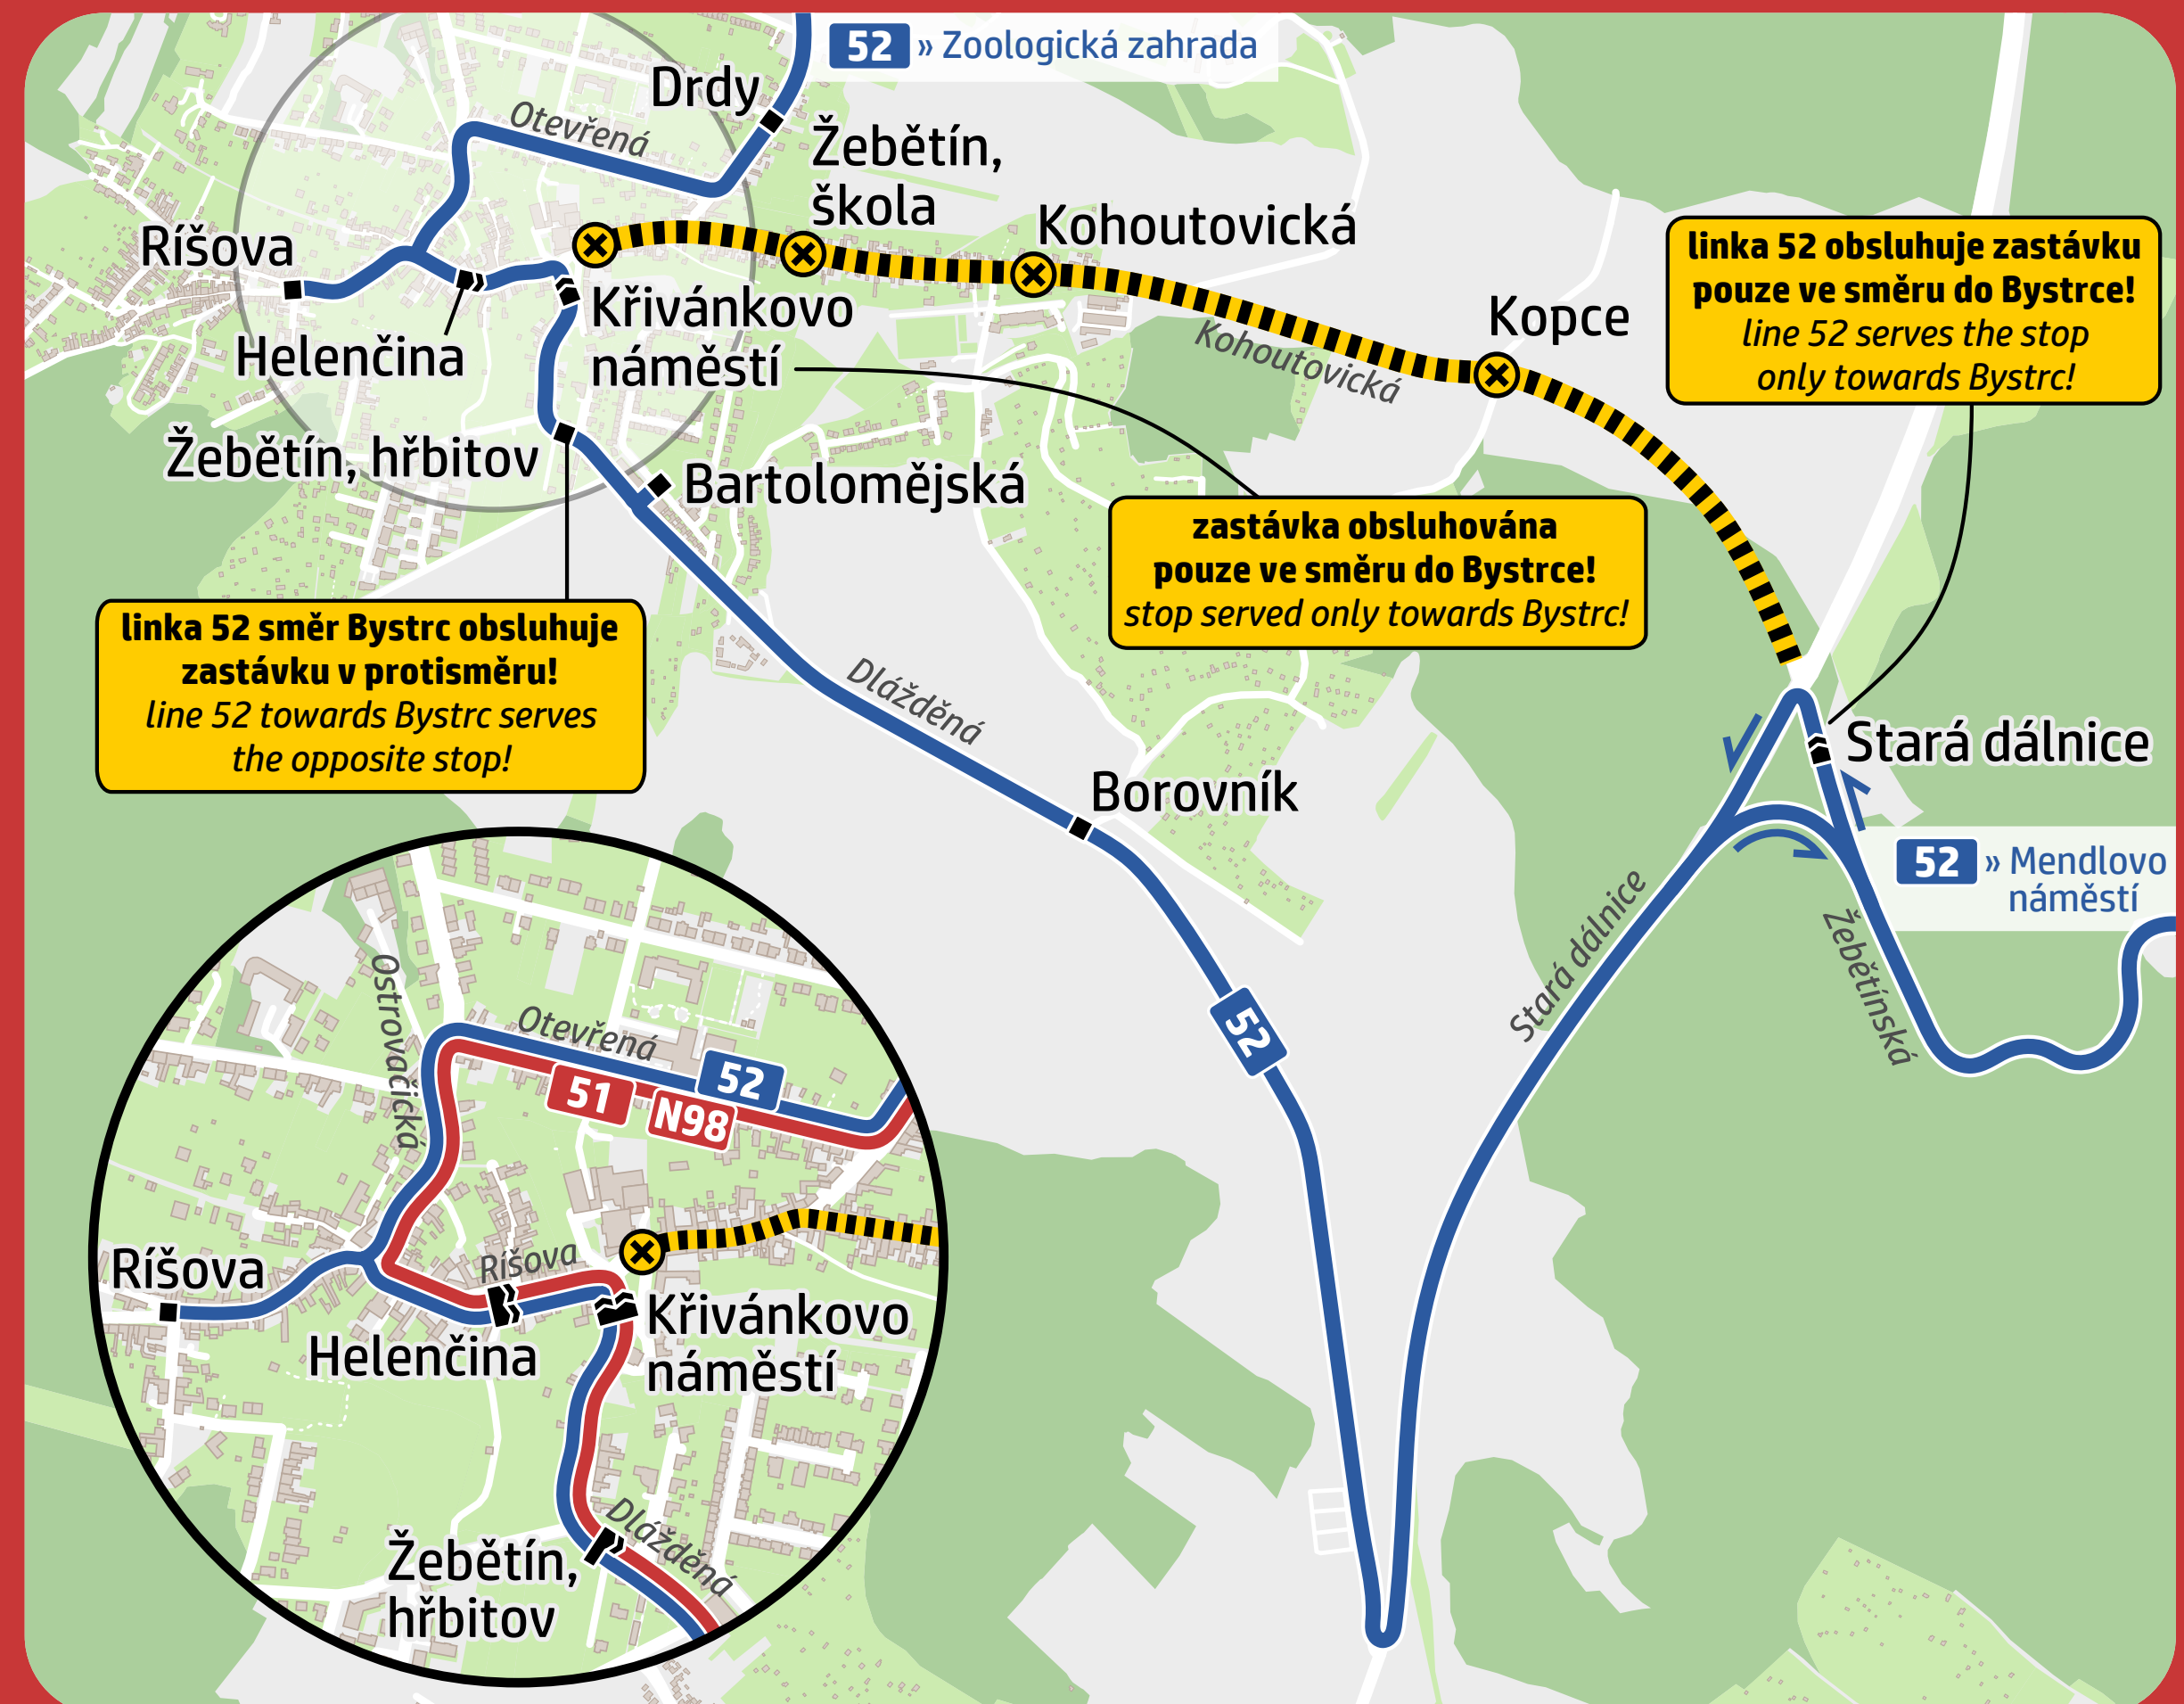 52 » Zoologická zahrada
Drdy
Otevřená
Žebětín,
škola
Kohoutovická
Ríšova
Helenčina
Křivánkovo
náměstí
Kopce
Kohoutovická
linka 52 obsluhuje zastávku
pouze ve směru do Bystrce!
line 52 serves the stop
only towards Bystrc!
Žebětín, hřbitov
Bartolomějská
zastávka obsluhována
pouze ve směru do Bystrce!
stop served only towards Bystrc!
linka 52 směr Bystrc obsluhuje
zastávku v protisměru!
line 52 towards Bystrc serves
the opposite stop!
Dlážděná
Borovník
Stará dálnice
52 » Mendlovo
náměstí
Stará dálnice
Žebětínská
52
Ostrovačická
Otevřená
52
51
N98
Ríšova
Ríšova
Helenčina
Křivánkovo
náměstí
Dlážděná
Žebětín,
hřbitov